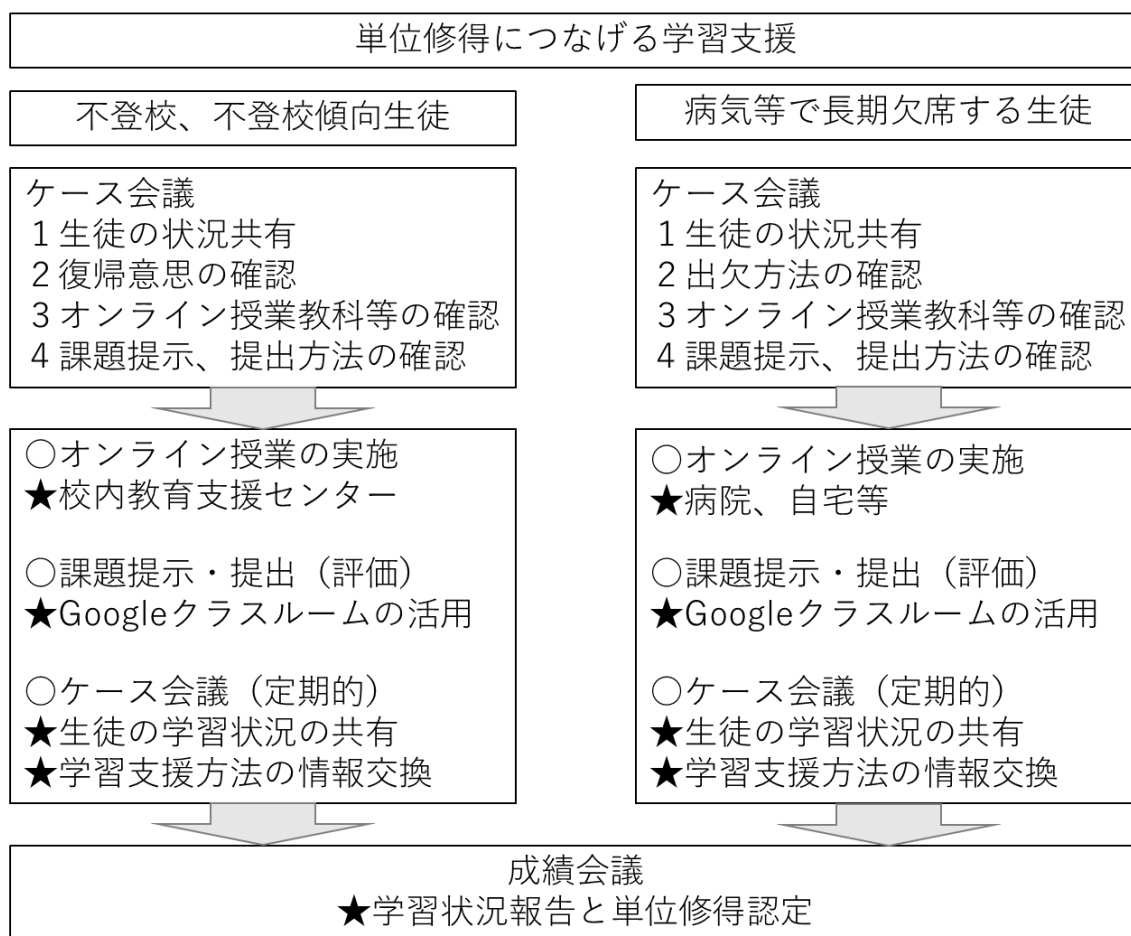 単位修得につなげる学習支援
不登校、不登校傾向生徒
ケース会議
１生徒の状況共有
２復帰意思の確認
３オンライン授業教科等の確認
４課題提示、提出方法の確認
○オンライン授業の実施
★校内教育支援センター
○課題提示・提出（評価）
★Googleクラスルームの活用
○ケース会議（定期的）
★生徒の学習状況の共有
★学習支援方法の情報交換
病気等で長期欠席する生徒
ケース会議
１生徒の状況共有
２出欠方法の確認
３オンライン授業教科等の確認
４課題提示、提出方法の確認
○オンライン授業の実施
★病院、自宅等
○課題提示・提出（評価）
★Googleクラスルームの活用
○ケース会議（定期的）
★生徒の学習状況の共有
★学習支援方法の情報交換
成績会議
★学習状況報告と単位修得認定